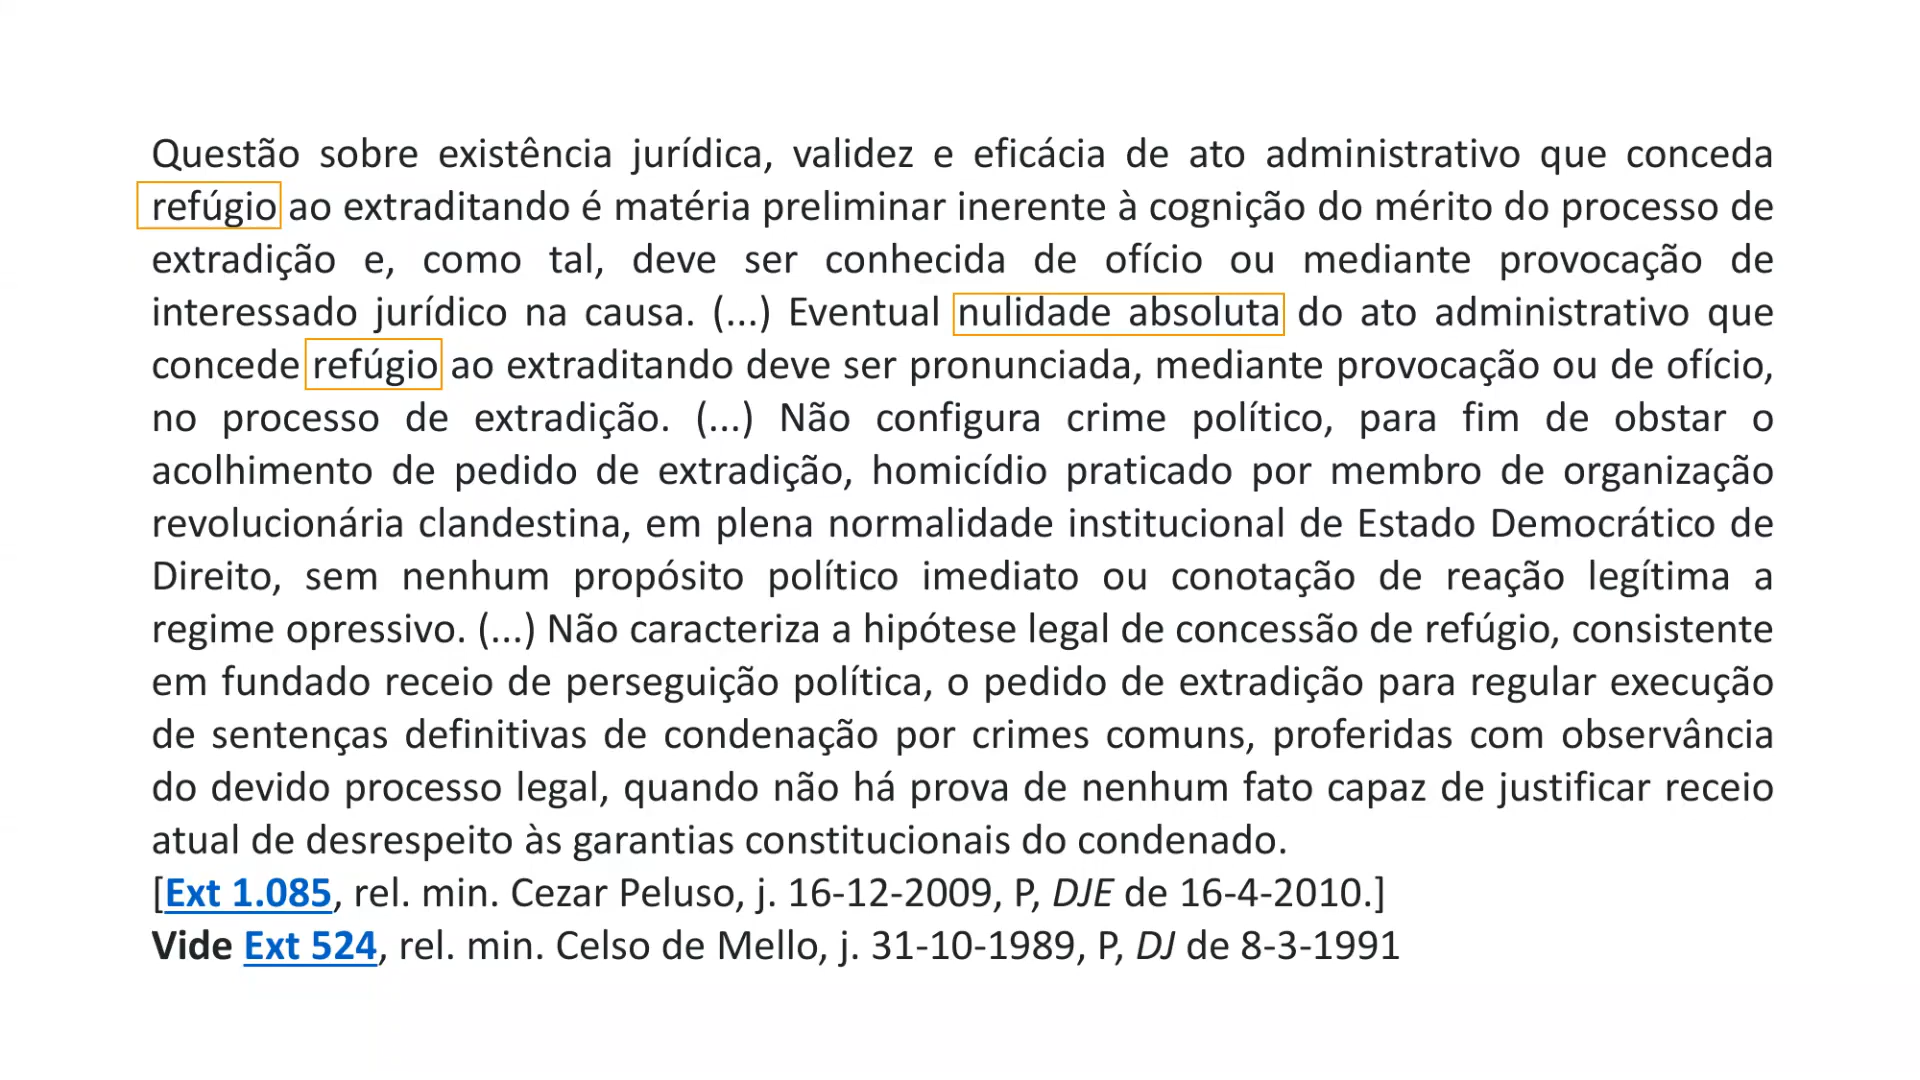 Questão sobre existência jurídica, validez e eficácia de ato administrativo que conceda
refúgio ao extraditando é matéria preliminar inerente à cognição do mérito do processo de
extradição e, como tal, deve ser conhecida de ofício ou mediante provocação de
interessado jurídico na causa. (...) Eventual nulidade absoluta do ato administrativo que
concede refúgio ao extraditando deve ser pronunciada, mediante provocação ou de ofício,
no processo de extradição. (...) Não configura crime político, para fim de obstar o
acolhimento de pedido de extradição, homicídio praticado por membro de organização
revolucionária clandestina, em plena normalidade institucional de Estado Democrático de
Direito, sem nenhum propósito político imediato ou conotação de reação legítima a
regime opressivo. (...) Não caracteriza a hipótese legal de concessão de refúgio, consistente
em fundado receio de perseguição política, o pedido de extradição para regular execução
de sentenças definitivas de condenação por crimes comuns, proferidas com observância
do devido processo legal, quando não há prova de nenhum fato capaz de justificar receio
atual de desrespeito às garantias constitucionais do condenado.
[Ext 1.085, rel. min. Cezar Peluso, j. 16-12-2009, P, DJE de 16-4-2010.]
Vide Ext 524, rel. min. Celso de Mello, j. 31-10-1989, P, DJ de 8-3-1991